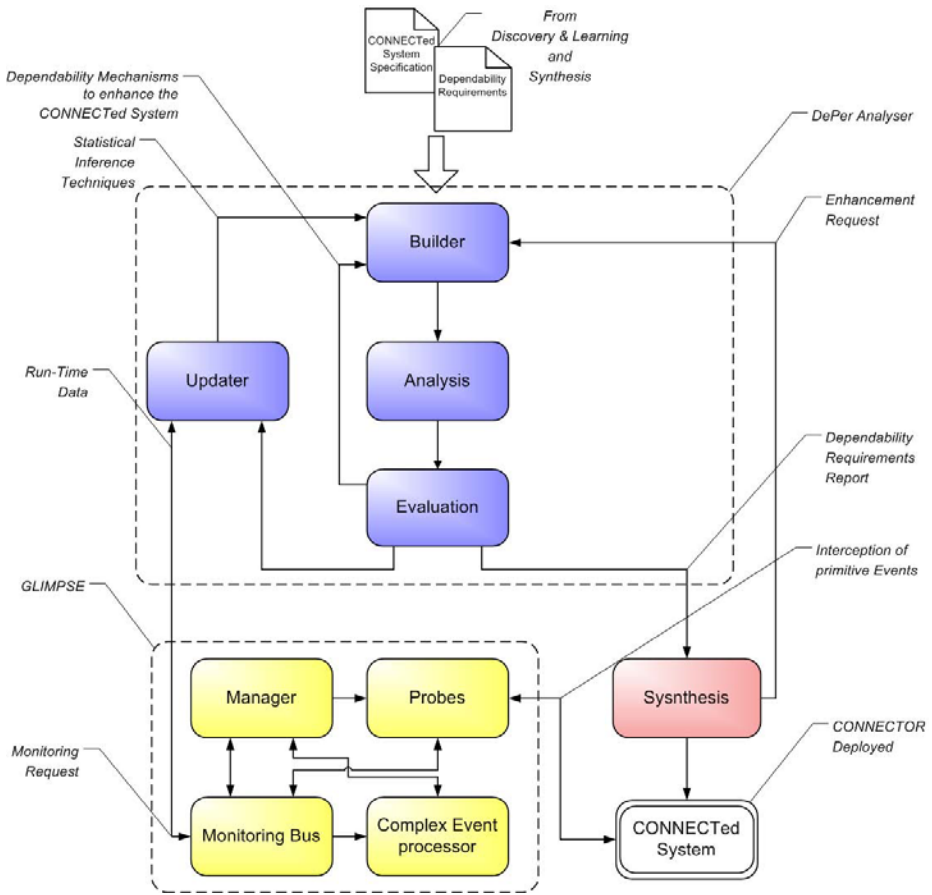 From
Discovery & Learning
and
Synthesis
CONNECTed
System
Specification
Dependability
Requirements
Dependability Mechanisms
to enhance the
CONNECTed System
Statistical
Inference
Techniques
DePer Analyser
Enhancement
Request
Builder
Updater
Analysis
Run-Time
Data
Dependability
Requirements
Report
Evaluation
Interception of
primitive Events
GLIMPSE
Manager
Probes
Sysnthesis
CONNECTOR
Deployed
Monitoring
Request
Monitoring Bus
Complex Event
processor
CONNECTed
System